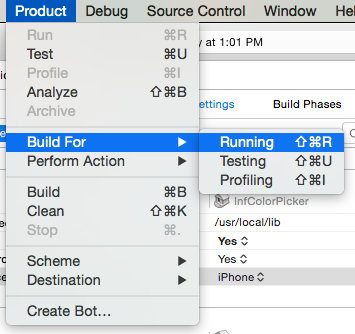 Product Debug Source Control Window Hel
Run ⌘R
Test ⌘U
y at 1:01 PM
Profile ⌘I
Analyze ⇧⌘B
Archive
ettings Build Phases
Build For ▶ Running ⇧⌘R
Perform Action ▶ Testing ⇧⌘U
Profiling ⇧⌘I
Build ⌘B
InfColorPicker
Clean ⇧⌘K
/usr/local/lib
Stop ⌘.
Yes
Scheme ▶
Yes
Destination ▶
iPhone
Create Bot...